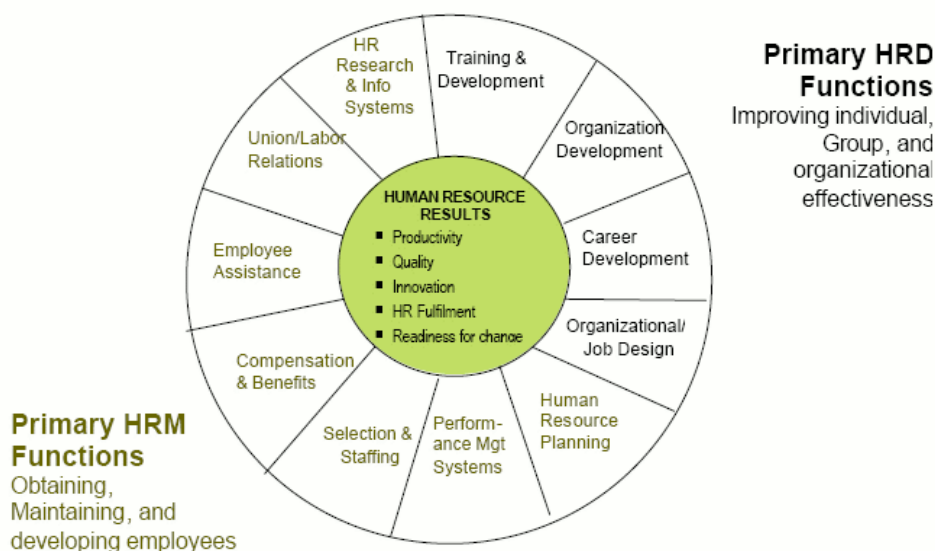 HR
Research
& Info
Systems
Training &
Development
Organization
Development
Career
Development
Organizational/
Job Design
Human
Resource
Planning
Perform-
ance Mgt
Systems
Selection &
Staffing
Compensation
& Benefits
Employee
Assistance
Union/Labor
Relations
HUMAN RESOURCE
RESULTS
▪ Productivity
▪ Quality
▪ Innovation
▪ HR Fulfilment
▪ Readiness for change
Primary HRD
Functions
Improving individual,
Group, and
organizational
effectiveness
Primary HRM
Functions
Obtaining,
Maintaining, and
developing employees